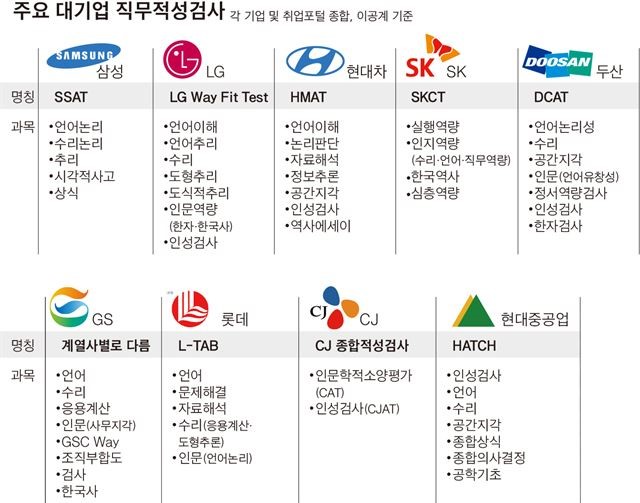 주요 대기업 직무적성검사 각 기업 및 취업포털 종합, 이공계 기준
SAMSUNG 삼성
LG
현대차
SK SK
DOOSAN 두산
명칭 SSAT LG Way Fit Test HMAT SKCT DCAT
과목
•언어논리
•수리논리
•추리
•시각적사고
•상식
•언어이해
•언어추리
•수리
•도형추리
•도식적추리
•인문역량
(한자·한국사)
•인성검사
•언어이해
•논리판단
•자료해석
•정보추론
•공간지각
•인성검사
•역사에세이
•실행역량
•인지역량
(수리·언어·직무역량)
•한국역사
•심층역량
•언어논리성
•수리
•공간지각
•인문(언어유창성)
•정서역량검사
•인성검사
•한자검사
GS
롯데
CJ CJ
현대중공업
명칭 계열사별로 다름 L-TAB CJ 종합적성검사 HATCH
과목
•언어
•수리
•응용계산
•인문(사무지각)
•GSC Way
•조직부합도
•검사
•한국사
•언어
•문제해결
•자료해석
•수리(응용계산·
도형추론)
•인문(언어논리)
•인문학적소양평가
(CAT)
•인성검사(CJAT)
•인성검사
•언어
•수리
•공간지각
•종합상식
•종합의사결정
•공학기초